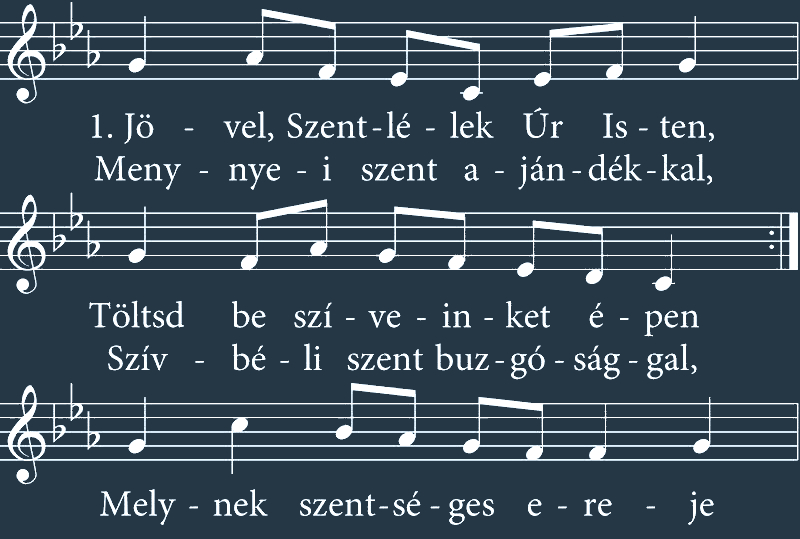 1. Jö - vel, Szent-lé - lek Úr Is - ten,
Meny - nye - i szent a - ján-dék-kal,
Töltsd be szí - ve - in - ket é - pen
Szív - bé - li szent buz-gó-ság-gal,
Mely - nek szent-sé-ges e - re - je